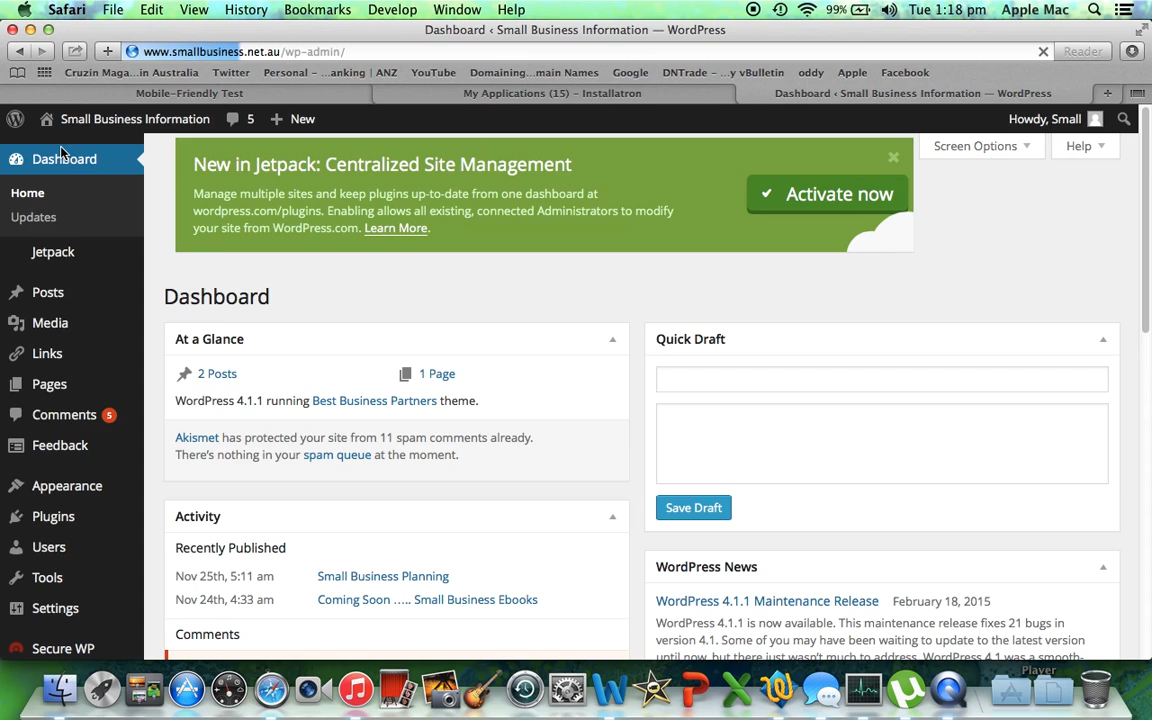 Safari File Edit View History Bookmarks Develop Window Help 99% Tue 1:18 pm Apple Mac
Dashboard ‹ Small Business Information — WordPress
www.smallbusiness.net.au/wp-admin/ Reader
Cruzin Maga...in Australia Twitter Personal - ...anking | ANZ YouTube Domaining...main Names Google DNTrade - ...y vBulletin oddy Apple Facebook
Mobile-Friendly Test My Applications (15) – Installatron Dashboard ‹ Small Business Information — WordPress
Small Business Information 5 New Howdy, Small
Dashboard
Home
Updates
Jetpack
Posts
Media
Links
Pages
Comments 5
Feedback
Appearance
Plugins
Users
Tools
Settings
Secure WP
Screen Options Help
New in Jetpack: Centralized Site Management
Manage multiple sites and keep plugins up-to-date from one dashboard at
wordpress.com/plugins. Enabling allows all existing, connected Administrators to modify
your site from WordPress.com. Learn More.
Activate now
Dashboard
At a Glance
2 Posts 1 Page
WordPress 4.1.1 running Best Business Partners theme.
Akismet has protected your site from 11 spam comments already.
There's nothing in your spam queue at the moment.
Activity
Recently Published
Nov 25th, 5:11 am Small Business Planning
Nov 24th, 4:33 am Coming Soon ….. Small Business Ebooks
Comments
Quick Draft
Save Draft
WordPress News
WordPress 4.1.1 Maintenance Release February 18, 2015
WordPress 4.1.1 is now available. This maintenance release fixes 21 bugs in
version 4.1. Some of you may have been waiting to update to the latest version
until now, but there just wasn't much to address. WordPress 4.1 was a smooth-
Player